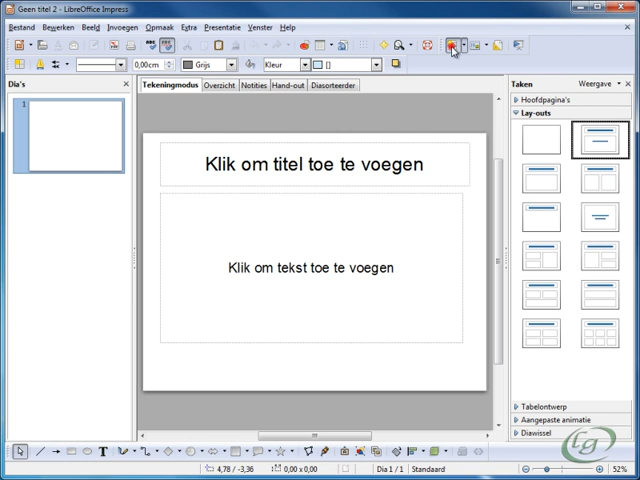 Geen titel 2 - LibreOffice Impress
Bestand Bewerken Beeld Invoegen Opmaak Extra Presentatie Venster Help
0,00cm Grijs Kleur []
Dia's
Tekeningmodus Overzicht Notities Hand-out Diasorteerder
Taken Weergave
Hoofdpagina's
Lay-outs
1
Klik om titel toe te voegen
Klik om tekst toe te voegen
Tabelontwerp
Aangepaste animatie
Diawissel
lg
4,78 / -3,36 0,00 x 0,00 Dia 1 / 1 Standaard 52%